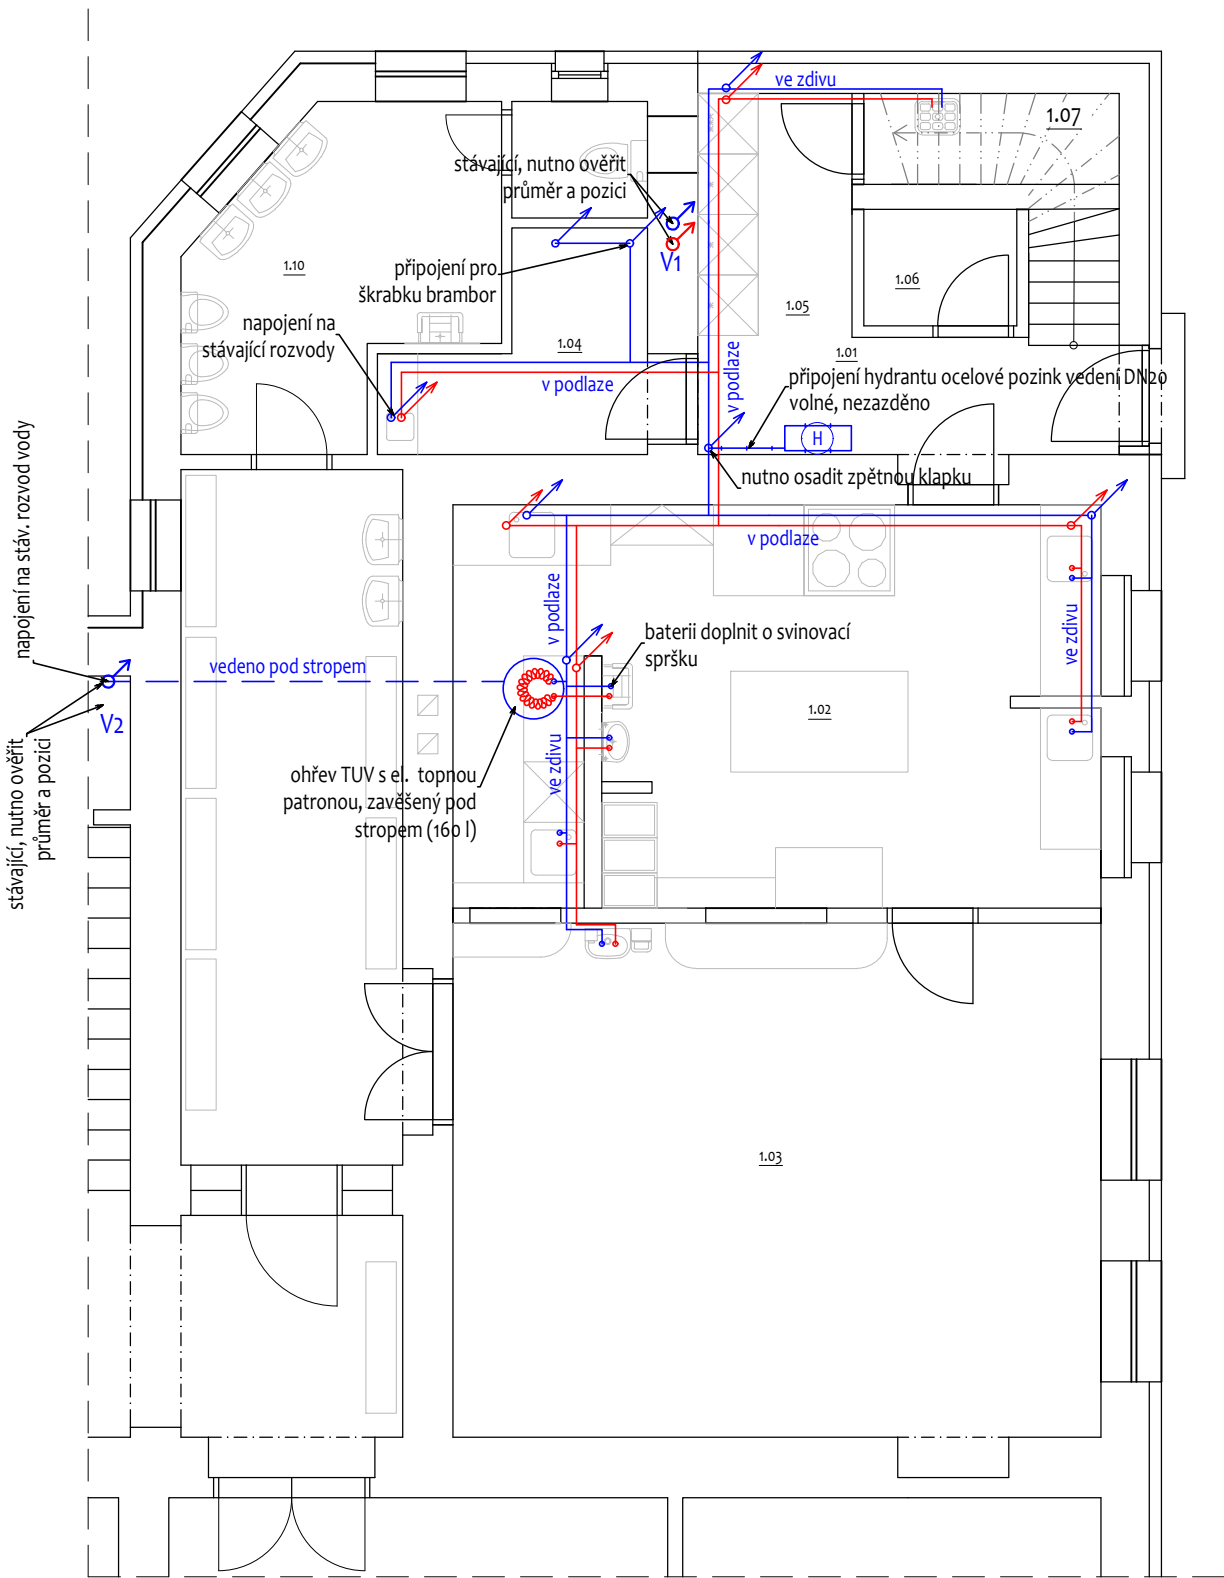 ve zdivu
1.07
stávající, nutno ověřit
průměr a pozici
V1
1.10
připojení pro
škrabku brambor
1.06
1.05
napojení na
stávající rozvody
1.04
1.01
v podlaze
v podlaze
připojení hydrantu ocelové pozink vedení DN20
volné, nezazděno
H
nutno osadit zpětnou klapku
v podlaze
napojení na stáv. rozvod vody
v podlaze
ve zdivu
baterii doplnit o svinovací
spršku
vedeno pod stropem
V2
1.02
stávající, nutno ověřit
průměr a pozici
ve zdivu
ohřev TUV s el. topnou
patronou, zavěšený pod
stropem (160 l)
1.03